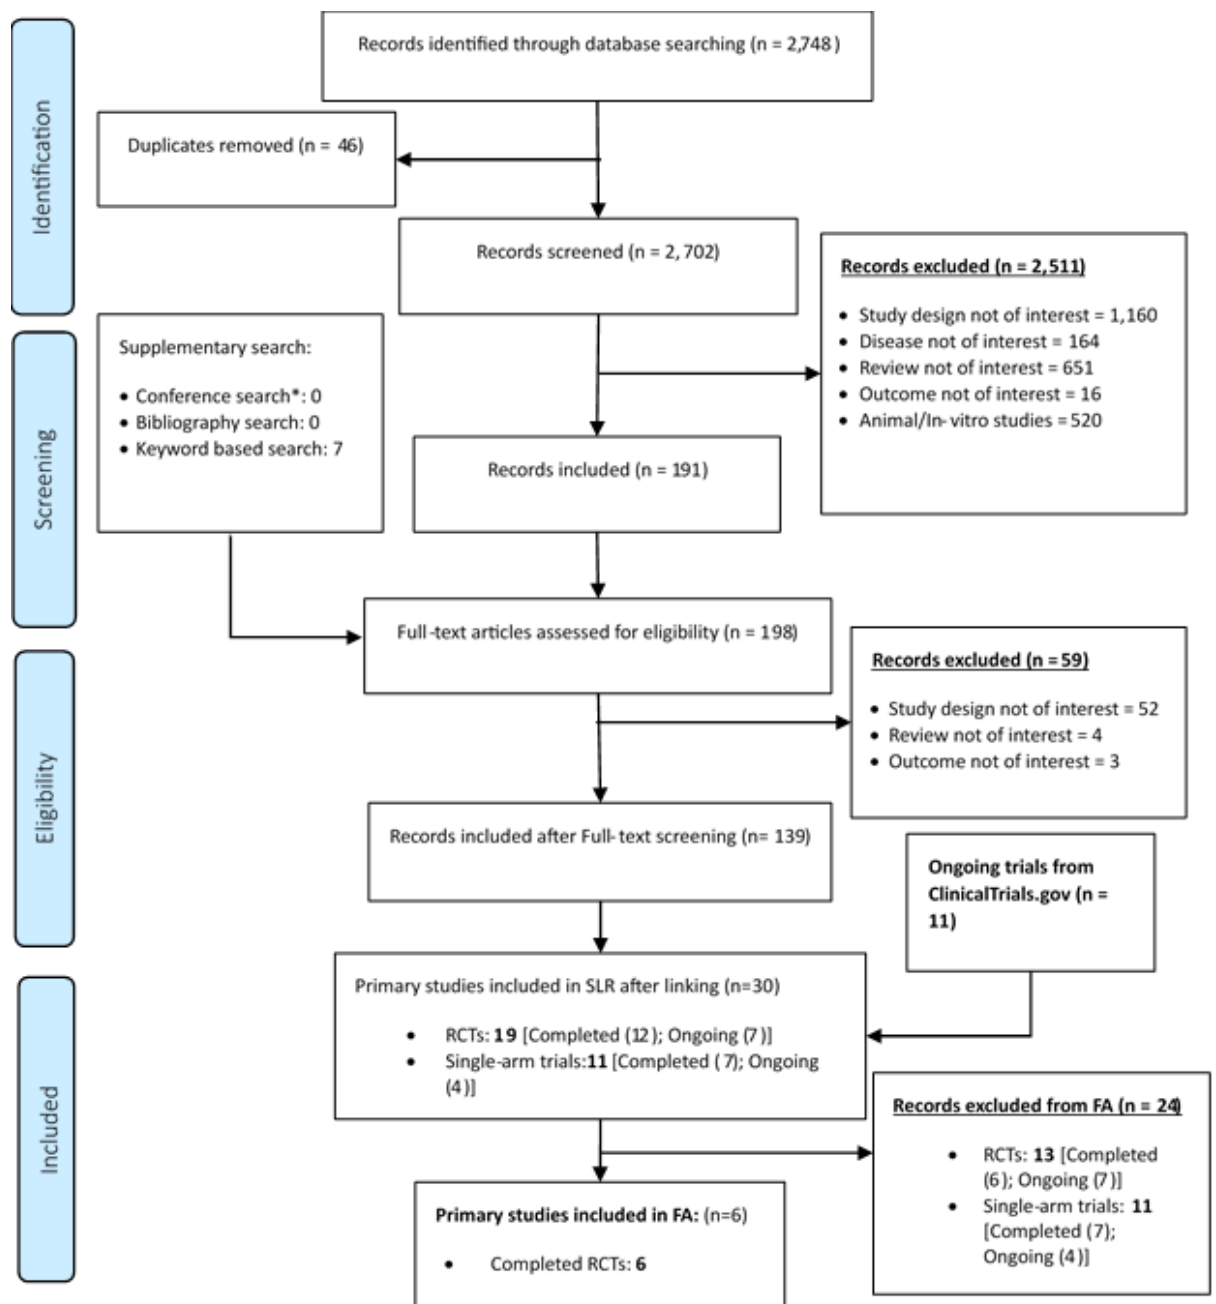 Identification
Records identified through database searching (n = 2,748 )
Duplicates removed (n = 46)
Records screened (n = 2,702)
Records excluded (n = 2,511)
• Study design not of interest = 1,160
• Disease not of interest = 164
• Review not of interest = 651
• Outcome not of interest = 16
• Animal/In-vitro studies = 520
Screening
Supplementary search:
• Conference search*: 0
• Bibliography search: 0
• Keyword based search: 7
Records included (n = 191)
Full-text articles assessed for eligibility (n = 198)
Eligibility
Records excluded (n = 59)
• Study design not of interest = 52
• Review not of interest = 4
• Outcome not of interest = 3
Records included after Full-text screening (n= 139)
Ongoing trials from
ClinicalTrials.gov (n =
11)
Included
Primary studies included in SLR after linking (n=30)
• RCTs: 19 [Completed (12); Ongoing (7)]
• Single-arm trials:11 [Completed (7); Ongoing
(4)]
Records excluded from FA (n = 24)
• RCTs: 13 [Completed
(6); Ongoing (7)]
• Single-arm trials: 11
[Completed (7);
Ongoing (4)]
Primary studies included in FA: (n=6)
• Completed RCTs: 6